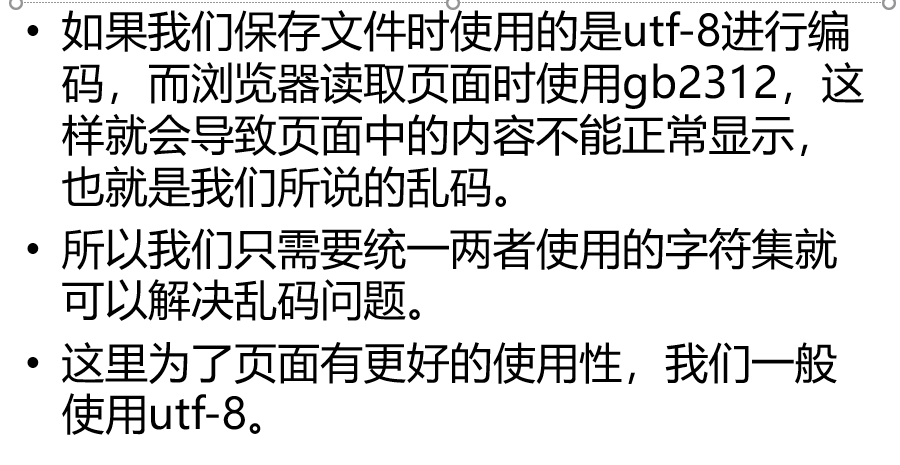 • 如果我们保存文件时使用的是utf-8进行编
码，而浏览器读取页面时使用gb2312，这
样就会导致页面中的内容不能正常显示，
也就是我们所说的乱码。
• 所以我们只需要统一两者使用的字符集就
可以解决乱码问题。
• 这里为了页面有更好的使用性，我们一般
使用utf-8。